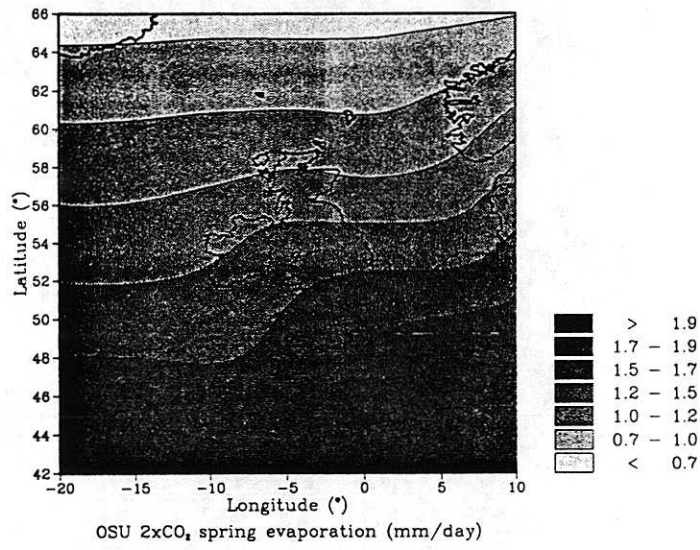 66
64
62
60
58
56
54
52
50
48
46
44
42
Latitude (°)
-20 -15 -10 -5 0 5 10
Longitude (°)
OSU 2xCO₂ spring evaporation (mm/day)
> 1.9
1.7 - 1.9
1.5 - 1.7
1.2 - 1.5
1.0 - 1.2
0.7 - 1.0
< 0.7